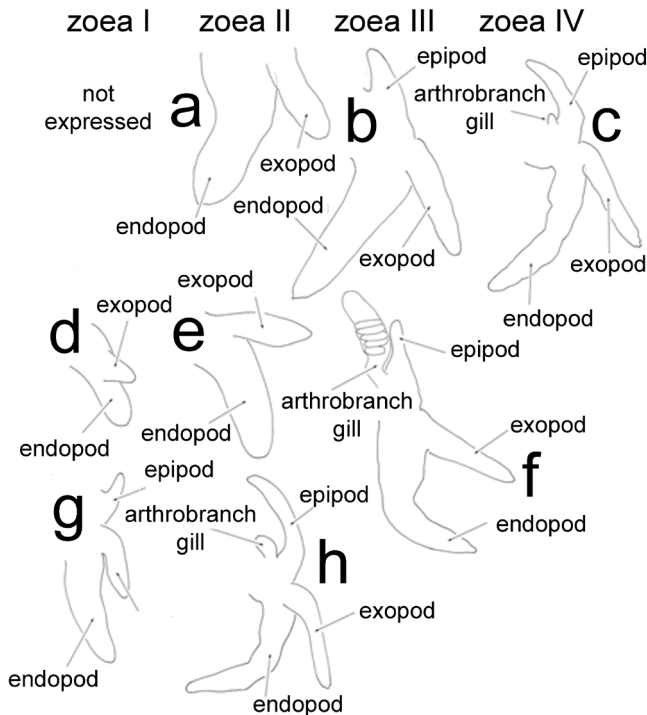 zoea I zoea II zoea III zoea IV
not
expressed
a
exopod
endopod
b
epipod
endopod
exopod
c
epipod
arthrobranch
gill
exopod
endopod
d
exopod
endopod
e
exopod
endopod
f
epipod
arthrobranch
gill
exopod
endopod
g
epipod
endopod
h
epipod
arthrobranch
gill
exopod
endopod